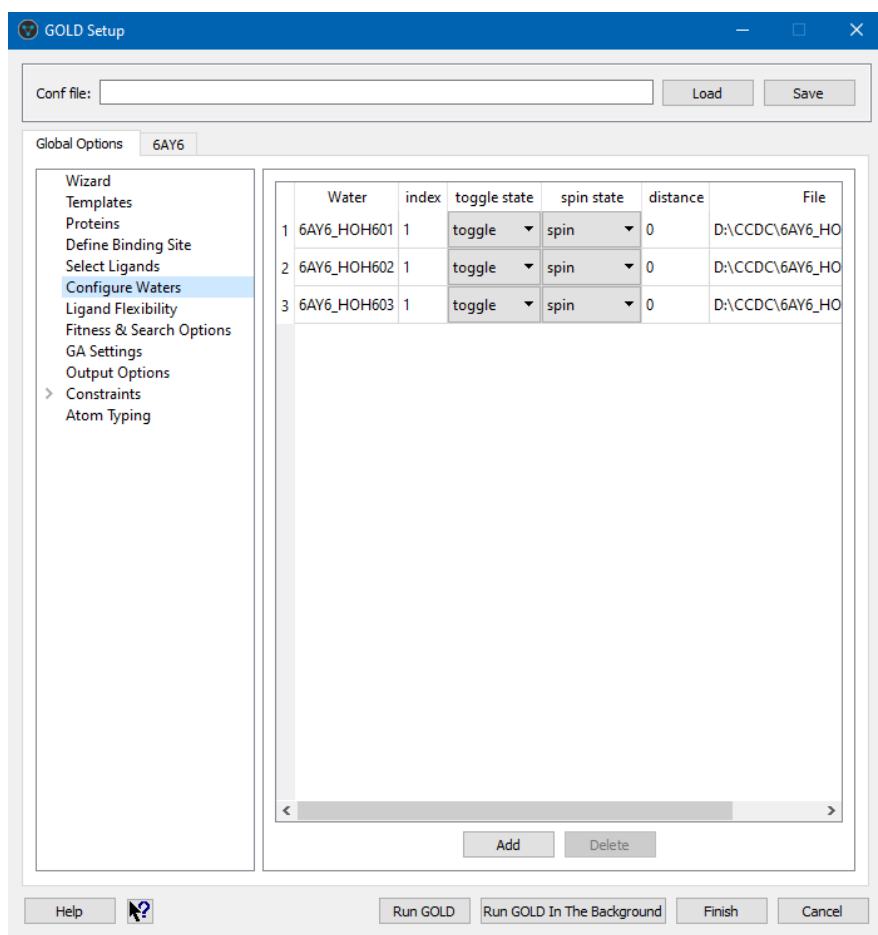 GOLD Setup
Conf file: Load Save
Global Options 6AY6
Wizard
Templates
Proteins
Define Binding Site
Select Ligands
Configure Waters
Ligand Flexibility
Fitness & Search Options
GA Settings
Output Options
Constraints
Atom Typing
Water index toggle state spin state distance File
1 6AY6_HOH601 1 toggle spin 0 D:\CCDC\6AY6_HO
2 6AY6_HOH602 1 toggle spin 0 D:\CCDC\6AY6_HO
3 6AY6_HOH603 1 toggle spin 0 D:\CCDC\6AY6_HO
Add Delete
Help ? Run GOLD Run GOLD In The Background Finish Cancel